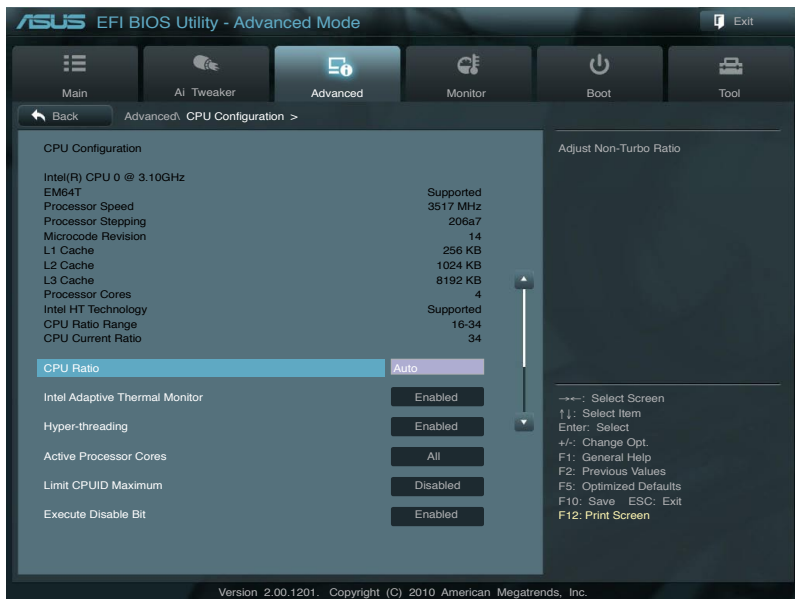 ASUS EFI BIOS Utility - Advanced Mode
Exit
Main
Ai Tweaker
Advanced
Monitor
Boot
Tool
Back
Advanced\ CPU Configuration >
CPU Configuration
Intel(R) CPU 0 @ 3.10GHz
EM64T Supported
Processor Speed 3517 MHz
Processor Stepping 206a7
Microcode Revision 14
L1 Cache 256 KB
L2 Cache 1024 KB
L3 Cache 8192 KB
Processor Cores 4
Intel HT Technology Supported
CPU Ratio Range 16-34
CPU Current Ratio 34
CPU Ratio Auto
Intel Adaptive Thermal Monitor Enabled
Hyper-threading Enabled
Active Processor Cores All
Limit CPUID Maximum Disabled
Execute Disable Bit Enabled
Adjust Non-Turbo Ratio
→←: Select Screen
↑↓: Select Item
Enter: Select
+/-: Change Opt.
F1: General Help
F2: Previous Values
F5: Optimized Defaults
F10: Save ESC: Exit
F12: Print Screen
Version 2.00.1201. Copyright (C) 2010 American Megatrends, Inc.